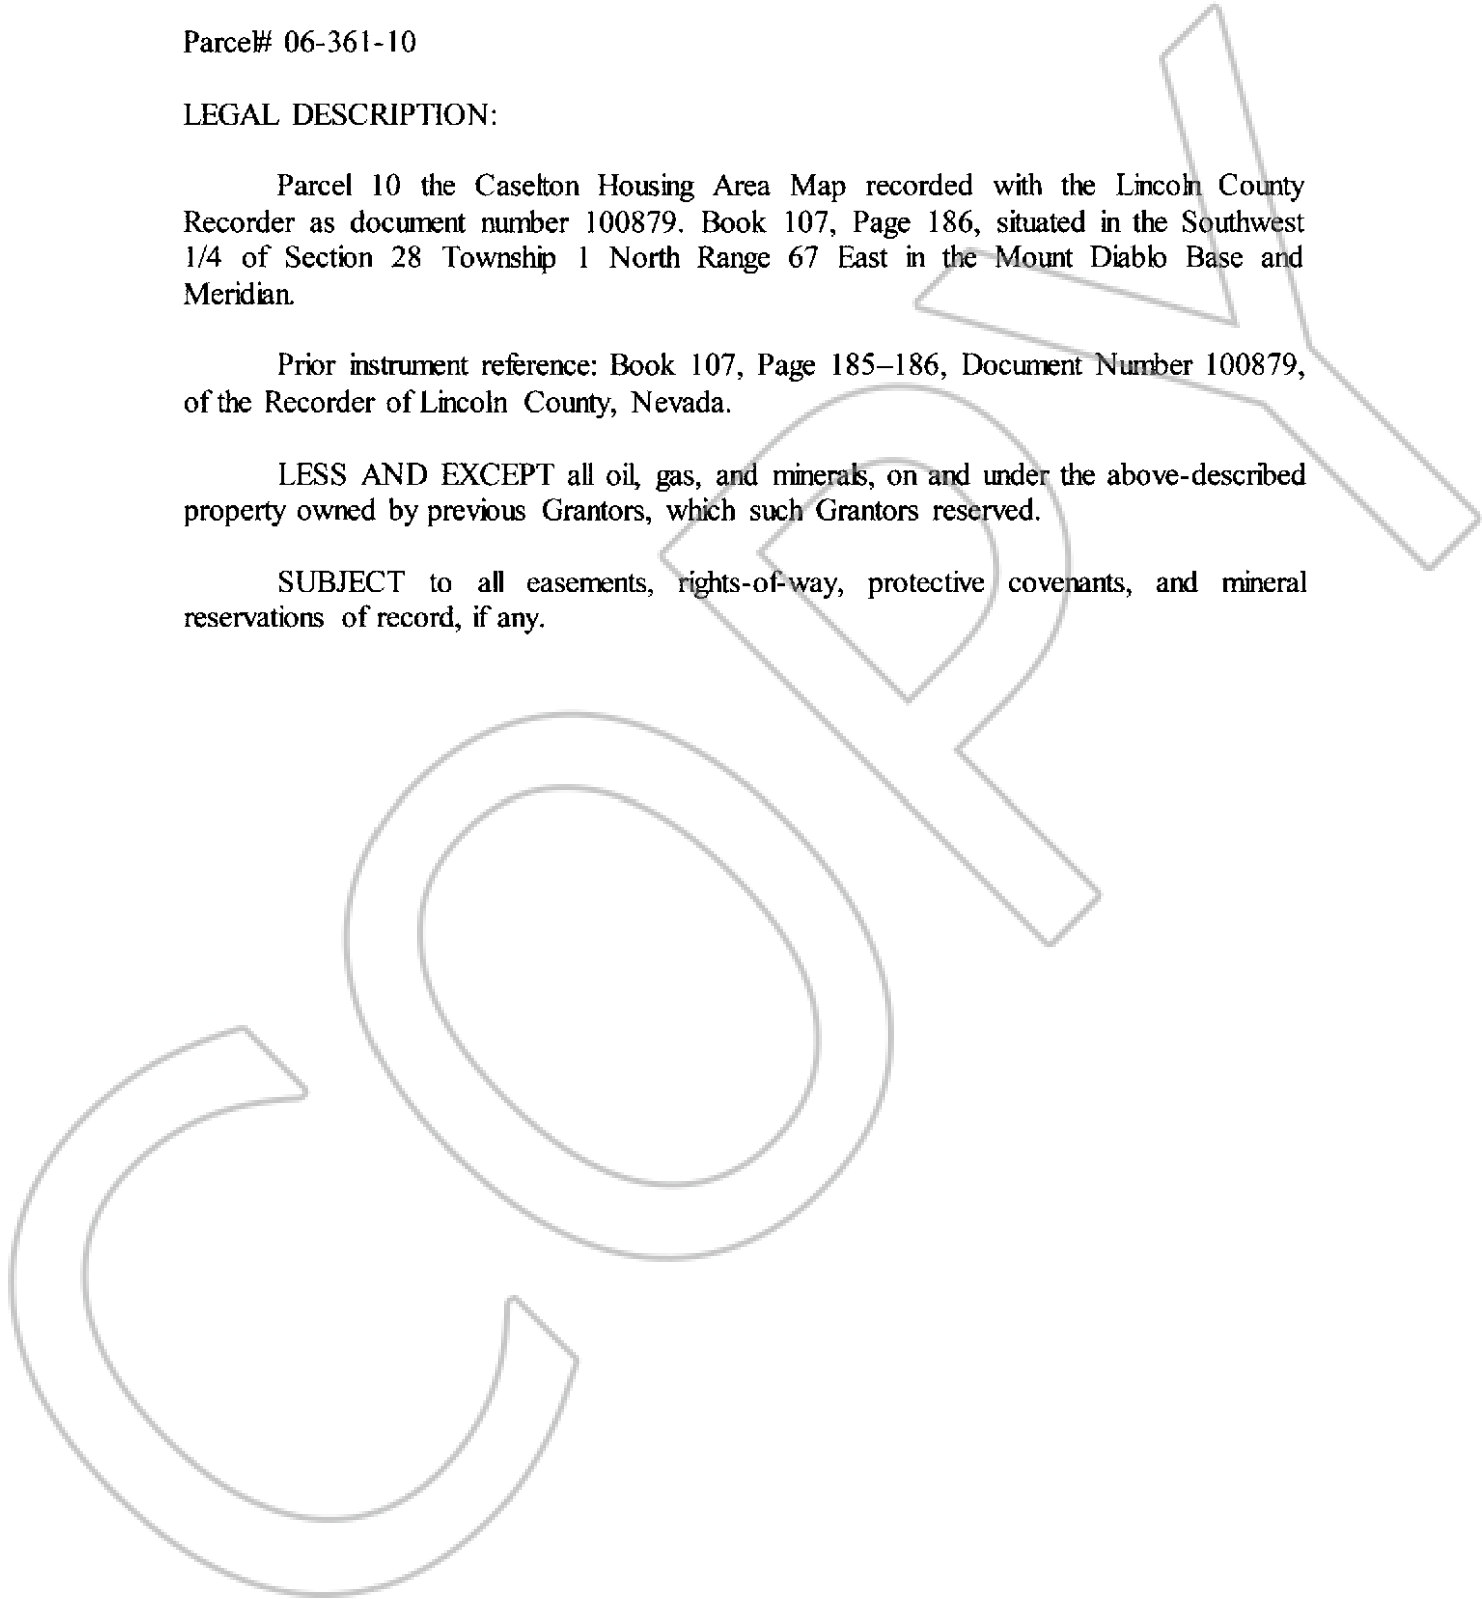 Parcel# 06-361-10
LEGAL DESCRIPTION:
Parcel 10 the Caselton Housing Area Map recorded with the Lincoln County
Recorder as document number 100879. Book 107, Page 186, situated in the Southwest
1/4 of Section 28 Township 1 North Range 67 East in the Mount Diablo Base and
Meridian.
Prior instrument reference: Book 107, Page 185–186, Document Number 100879,
of the Recorder of Lincoln County, Nevada.
LESS AND EXCEPT all oil, gas, and minerals, on and under the above-described
property owned by previous Grantors, which such Grantors reserved.
SUBJECT to all easements, rights-of-way, protective covenants, and mineral
reservations of record, if any.
COPY